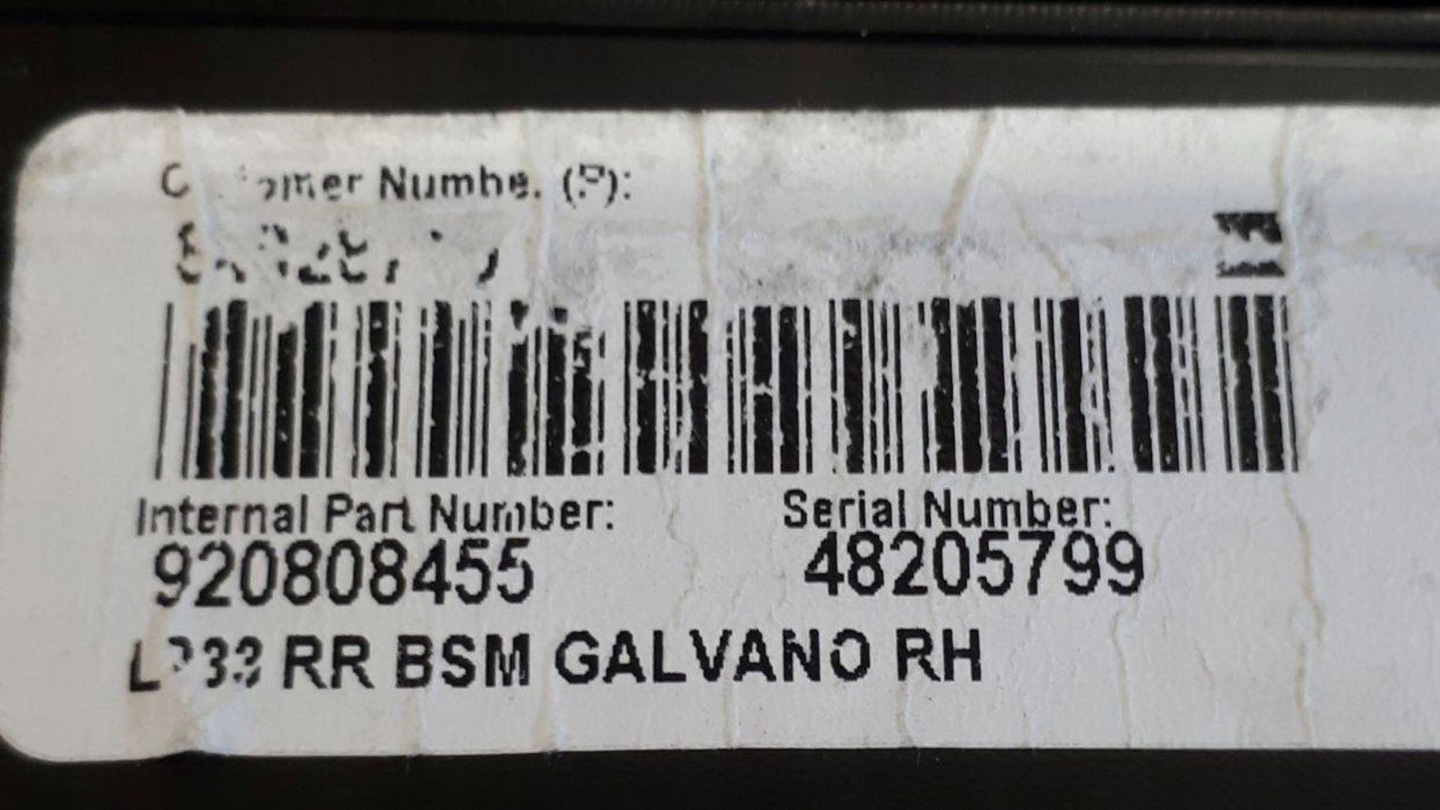 Internal Part Number:
Serial Number:
920808455
48205799
RR BSM GALVANO RH